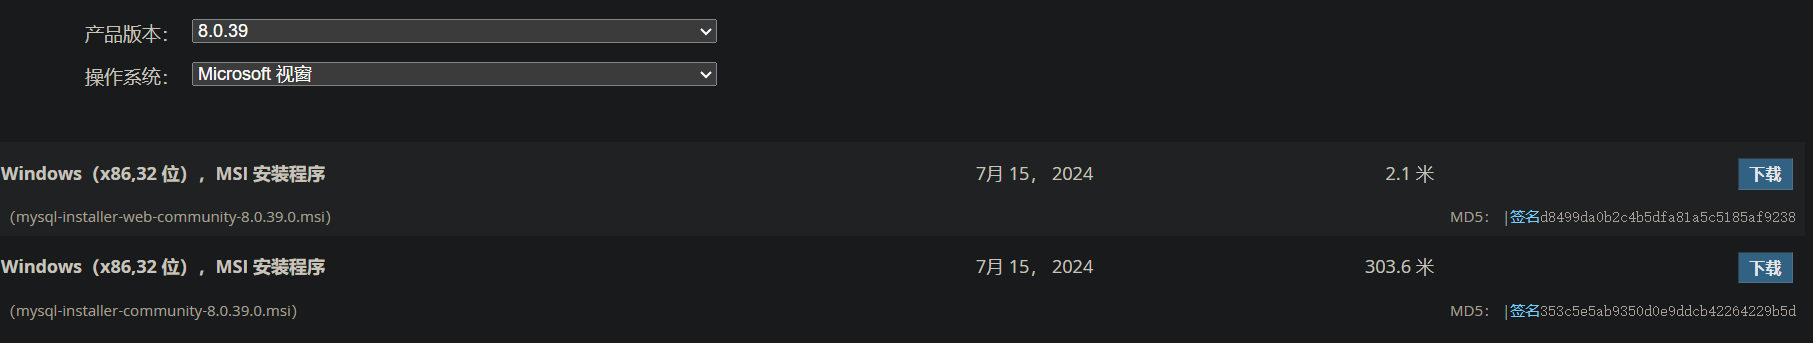 产品版本： 8.0.39
操作系统： Microsoft 视窗
Windows（x86,32 位），MSI 安装程序 7月 15， 2024 2.1 米 下载
（mysql-installer-web-community-8.0.39.0.msi） MD5： |签名d8499da0b2c4b5dfa81a5c5185af9238
Windows（x86,32 位），MSI 安装程序 7月 15， 2024 303.6 米 下载
（mysql-installer-community-8.0.39.0.msi） MD5： |签名353c5e5ab9350d0e9ddcb42264229b5d